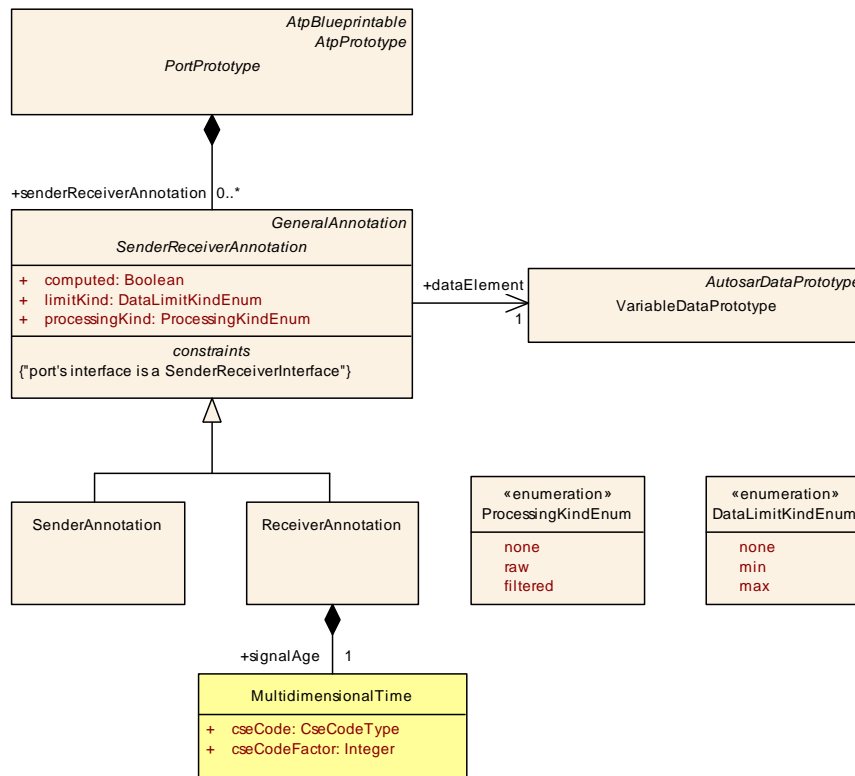 AtpBlueprintable
AtpPrototype
PortPrototype
+senderReceiverAnnotation 0..*
GeneralAnnotation
SenderReceiverAnnotation
+ computed: Boolean
+ limitKind: DataLimitKindEnum
+ processingKind: ProcessingKindEnum
constraints
{"port's interface is a SenderReceiverInterface"}
+dataElement
1
AutosarDataPrototype
VariableDataPrototype
SenderAnnotation
ReceiverAnnotation
«enumeration»
ProcessingKindEnum
none
raw
filtered
«enumeration»
DataLimitKindEnum
none
min
max
+signalAge 1
MultidimensionalTime
+ cseCode: CseCodeType
+ cseCodeFactor: Integer